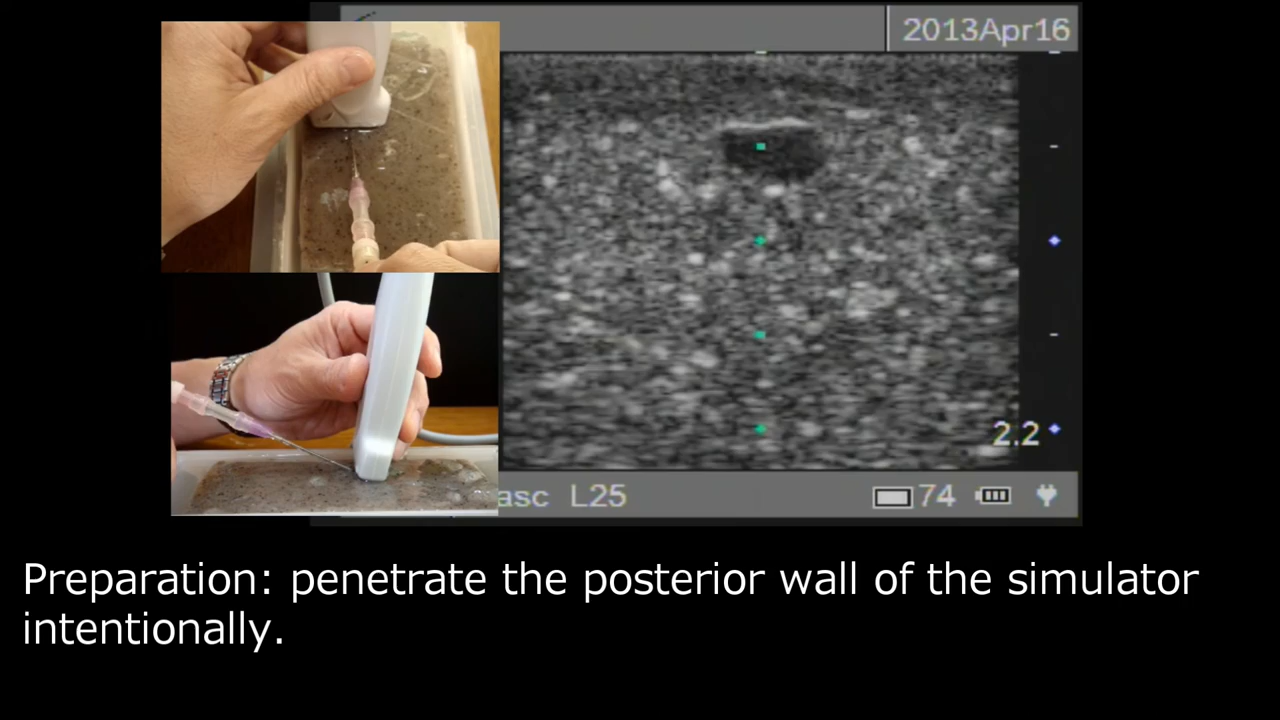 2013Apr16
2.2
asc L25
74
Preparation: penetrate the posterior wall of the simulator
intentionally.